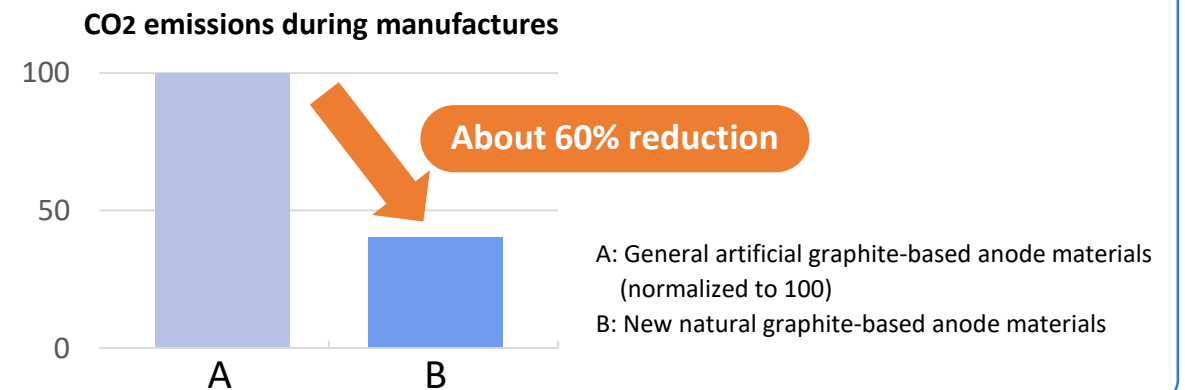 CO2 emissions during manufactures
100
50
0
A
B
About 60% reduction
A: General artificial graphite-based anode materials
(normalized to 100)
B: New natural graphite-based anode materials